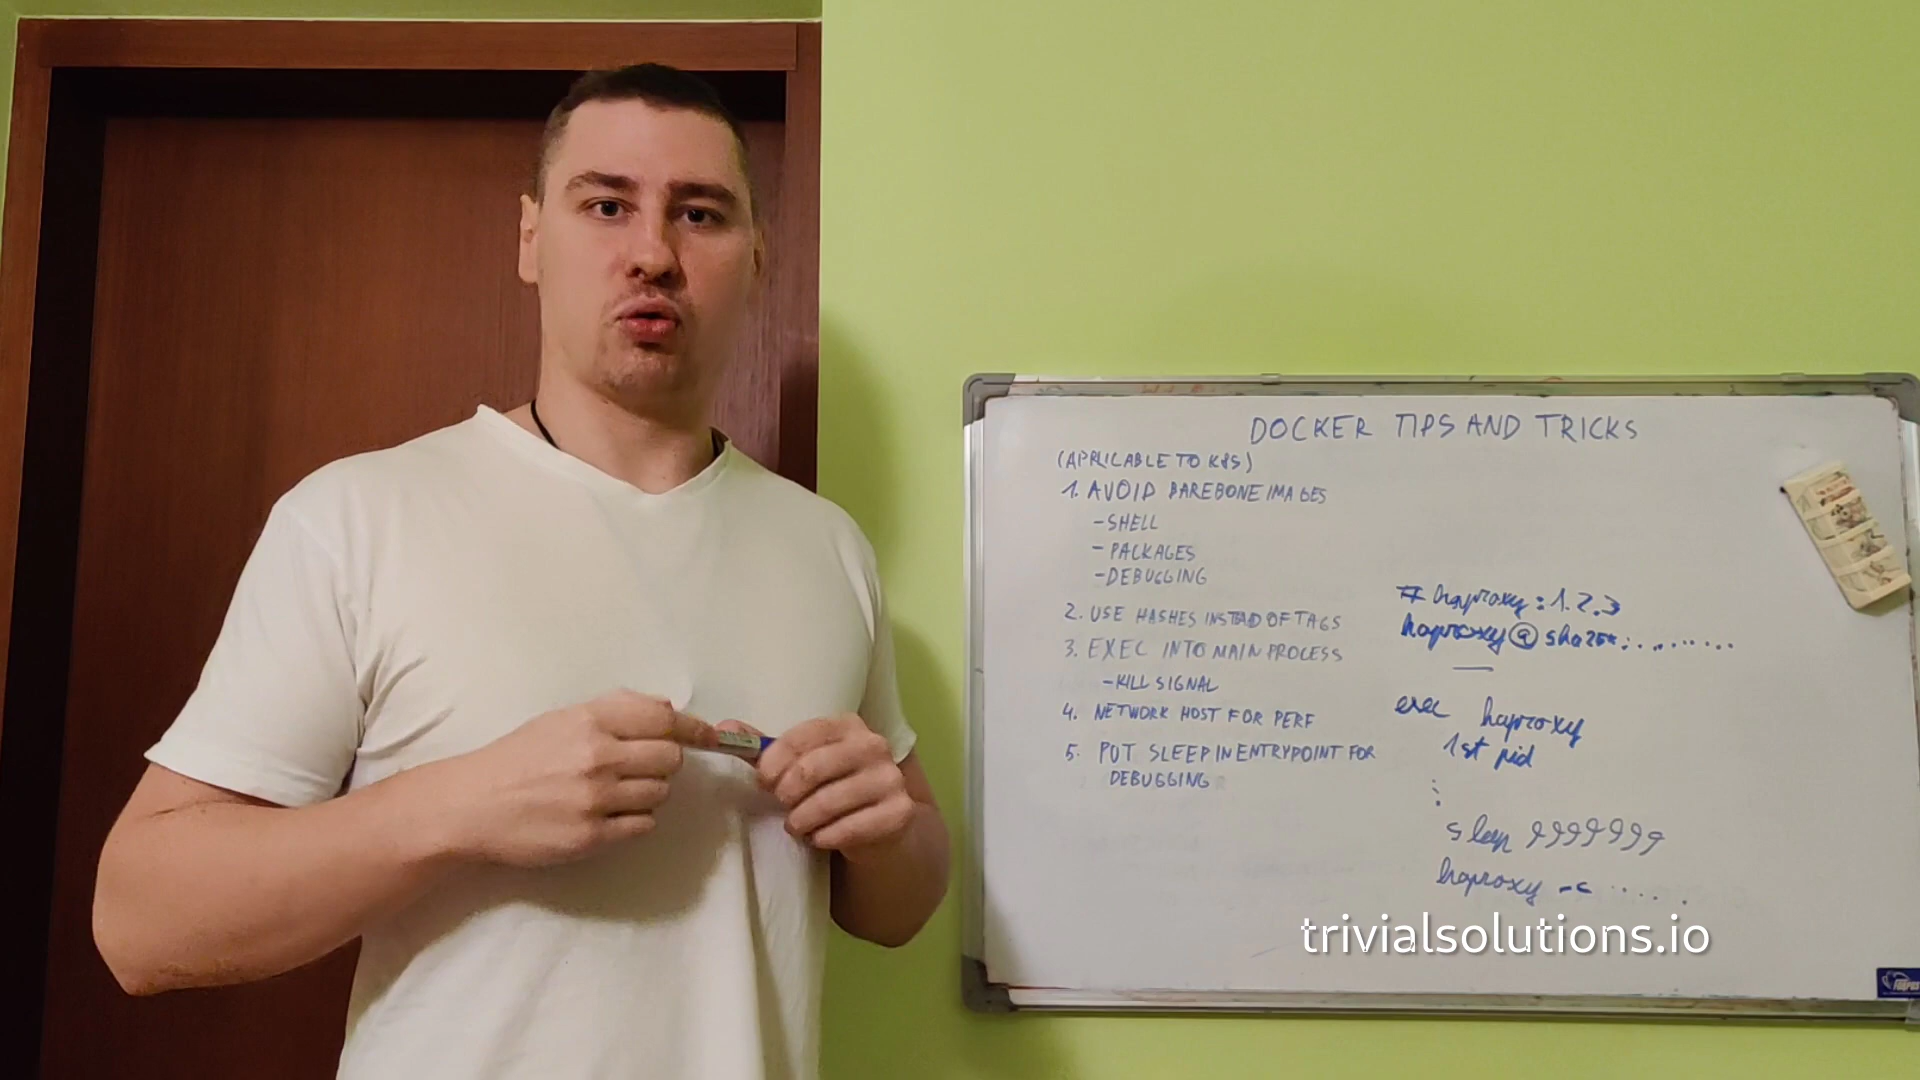 DOCKER TIPS AND TRICKS
(APPLICABLE TO K8S)
1. AVOID BAREBONE IMAGES
-SHELL
- PACKAGES
-DEBUGGING
2. USE HASHES INSTEAD OF TAGS
3. EXEC INTO MAIN PROCESS
-KILL SIGNAL
4. NETWORK HOST FOR PERF
5. PUT SLEEP IN ENTRYPOINT FOR
DEBUGGING
# haproxy:1.2.3
haproxy@sha256:.........
exec haproxy
1st pid
sleep 9999999
haproxy -c .....
trivialsolutions.io